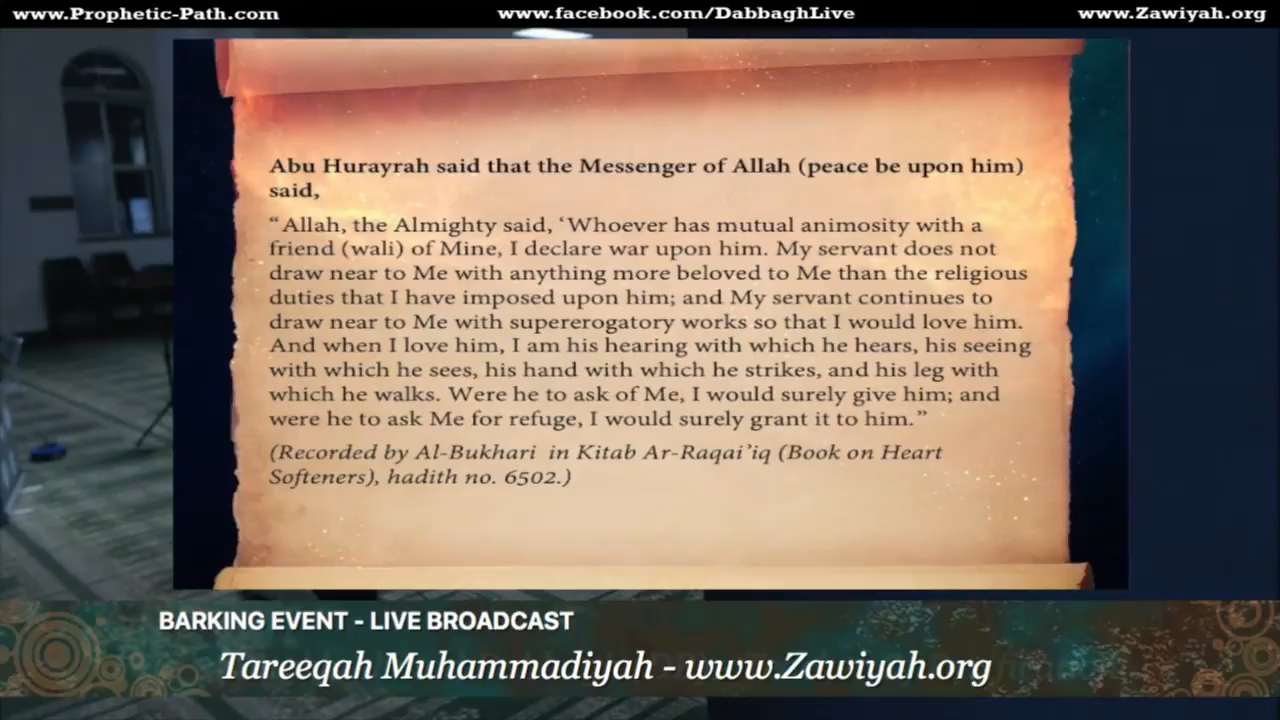 www.Prophetic-Path.com
www.facebook.com/DabbaghLive
www.Zawiyah.org
Abu Hurayrah said that the Messenger of Allah (peace be upon him)
said,
“Allah, the Almighty said, ‘Whoever has mutual animosity with a
friend (wali) of Mine, I declare war upon him. My servant does not
draw near to Me with anything more beloved to Me than the religious
duties that I have imposed upon him; and My servant continues to
draw near to Me with supererogatory works so that I would love him.
And when I love him, I am his hearing with which he hears, his seeing
with which he sees, his hand with which he strikes, and his leg with
which he walks. Were he to ask of Me, I would surely give him; and
were he to ask Me for refuge, I would surely grant it to him.”
(Recorded by Al-Bukhari in Kitab Ar-Raqai’iq (Book on Heart
Softeners), hadith no. 6502.)
BARKING EVENT - LIVE BROADCAST
Tareeqah Muhammadiyah - www.Zawiyah.org